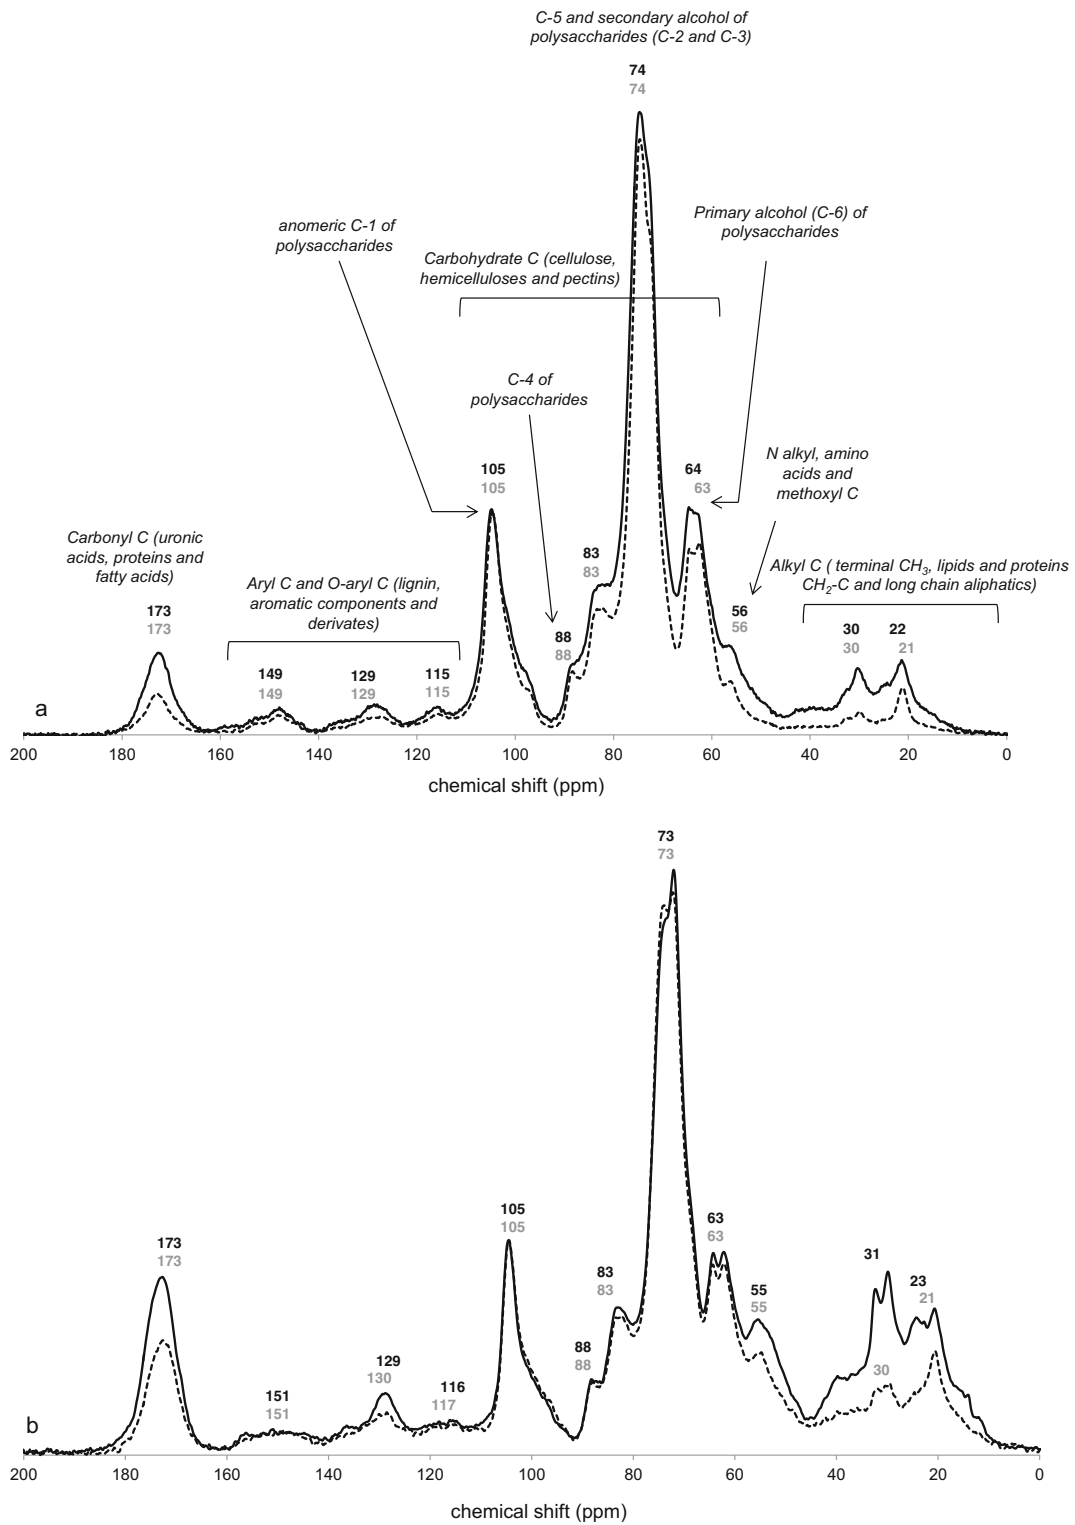 C-5 and secondary alcohol of
polysaccharides (C-2 and C-3)
74
74
anomeric C-1 of
polysaccharides
Primary alcohol (C-6) of
polysaccharides
Carbohydrate C (cellulose,
hemicelluloses and pectins)
C-4 of
polysaccharides
N alkyl, amino
acids and
methoxyl C
105
105
64
63
Carbonyl C (uronic
acids, proteins and
fatty acids)
Aryl C and O-aryl C (lignin,
aromatic components and
derivates)
Alkyl C ( terminal CH3, lipids and proteins
CH2-C and long chain aliphatics)
173
173
149
149
129
129
115
115
88
88
83
83
56
56
30
30
22
21
a
200 180 160 140 120 100 80 60 40 20 0
chemical shift (ppm)
73
73
173
173
151
151
129
130
116
117
105
105
88
88
83
83
63
63
55
55
31
30
23
21
b
200 180 160 140 120 100 80 60 40 20 0
chemical shift (ppm)